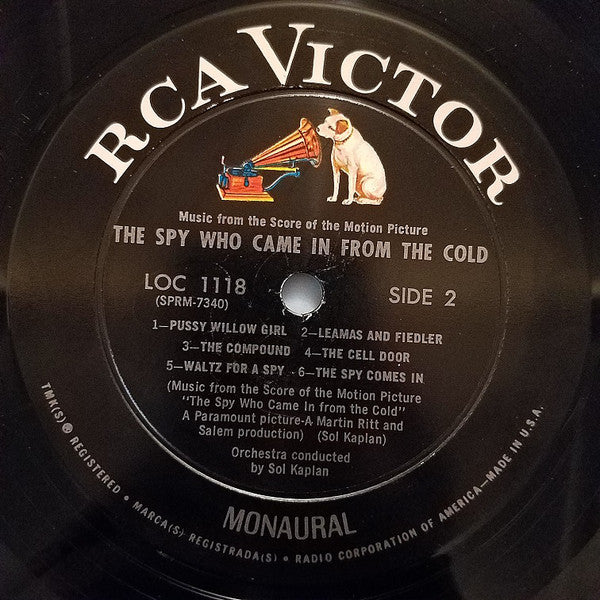 RCA VICTOR
Music from the Score of the Motion Picture
THE SPY WHO CAME IN FROM THE COLD
LOC 1118 SIDE 2
(SPRM-7340)
1—PUSSY WILLOW GIRL 2—LEAMAS AND FIEDLER
3—THE COMPOUND 4—THE CELL DOOR
5—WALTZ FOR A SPY - 6—THE SPY COMES IN
(Music from the Score of the Motion Picture
"The Spy Who Came In from the Cold"
A Paramount picture-A Martin Ritt and
Salem production) (Sol Kaplan)
Orchestra conducted
by Sol Kaplan
MONAURAL
TMK(S) ® REGISTERED • MARCA(S) REGISTRADA(S) • RADIO CORPORATION OF AMERICA—MADE IN U.S.A.